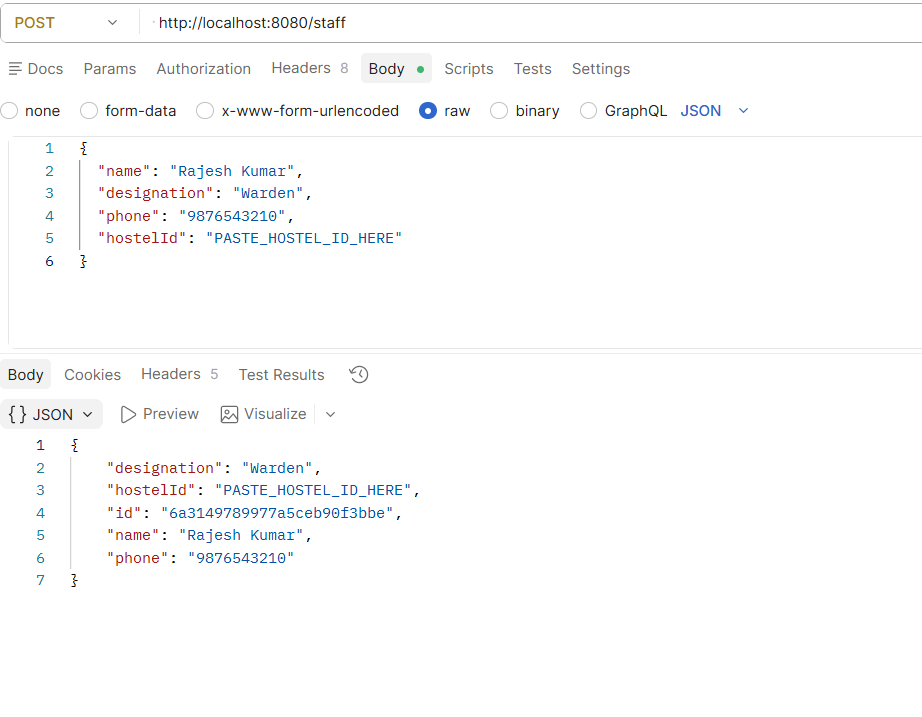 POST http://localhost:8080/staff
Docs Params Authorization Headers 8 Body Scripts Tests Settings
none form-data x-www-form-urlencoded raw binary GraphQL JSON
1 {
2 "name": "Rajesh Kumar",
3 "designation": "Warden",
4 "phone": "9876543210",
5 "hostelId": "PASTE_HOSTEL_ID_HERE"
6 }
Body Cookies Headers 5 Test Results
{} JSON Preview Visualize
1 {
2 "designation": "Warden",
3 "hostelId": "PASTE_HOSTEL_ID_HERE",
4 "id": "6a3149789977a5ceb90f3bbe",
5 "name": "Rajesh Kumar",
6 "phone": "9876543210"
7 }